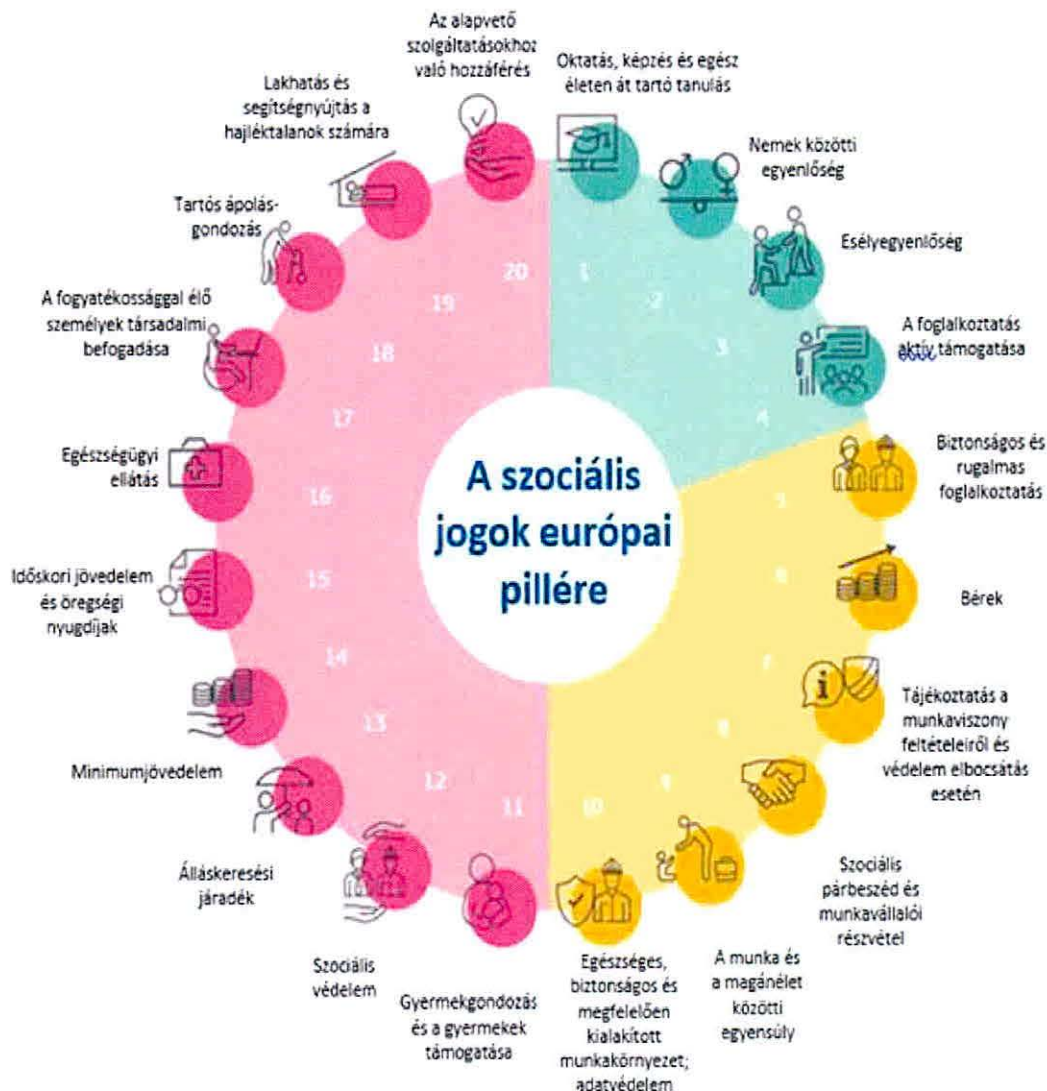 Az alapvető
szolgáltatásokhoz
való hozzáférés
Oktatás, képzés és egész
életen át tartó tanulás
Lakhatás és
segítségnyújtás a
hajléktalanok számára
Nemek közötti
egyenlőség
Tartós ápolás-
gondozás
Esélyegyenlőség
A fogyatékossággal élő
személyek társadalmi
befogadása
A foglalkoztatás
aktív támogatása
Egészségügyi
ellátás
Biztonságos és
rugalmas
foglalkoztatás
Időskori jövedelem
és öregségi
nyugdíjak
Bérek
Minimumjövedelem
Tájékoztatás a
munkaviszony
feltételeiről és
védelem elbocsátás
esetén
Álláskeresési
járadék
Szociális
párbeszéd és
munkavállalói
részvétel
Szociális
védelem
Gyermekgondozás
és a gyermekek
támogatása
Egészséges,
biztonságos és
megfelelően
kialakított
munkakörnyezet;
adatvédelem
A munka és
a magánélet
közötti
egyensúly
A szociális
jogok európai
pillére
1
2
3
4
5
6
7
8
9
10
11
12
13
14
15
16
17
18
19
20
i